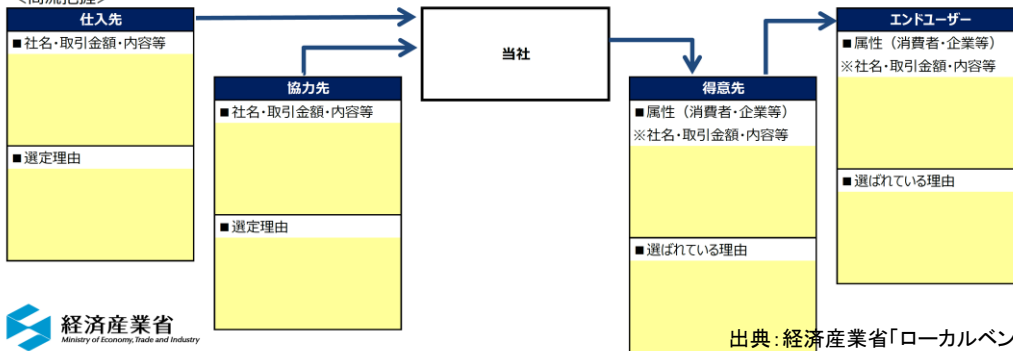 <商流把握>
仕入先
■社名・取引金額・内容等
■選定理由
協力先
■社名・取引金額・内容等
■選定理由
当社
得意先
■属性（消費者・企業等）
※社名・取引金額・内容等
■選ばれている理由
エンドユーザー
■属性（消費者・企業等）
※社名・取引金額・内容等
■選ばれている理由
経済産業省
Ministry of Economy, Trade and Industry
出典：経済産業省「ローカルベン